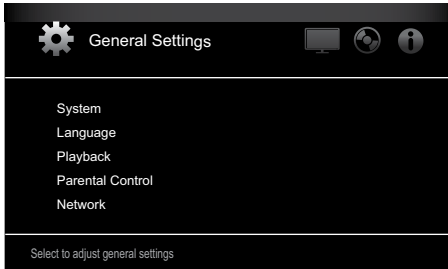 General Settings
System
Language
Playback
Parental Control
Network
Select to adjust general settings